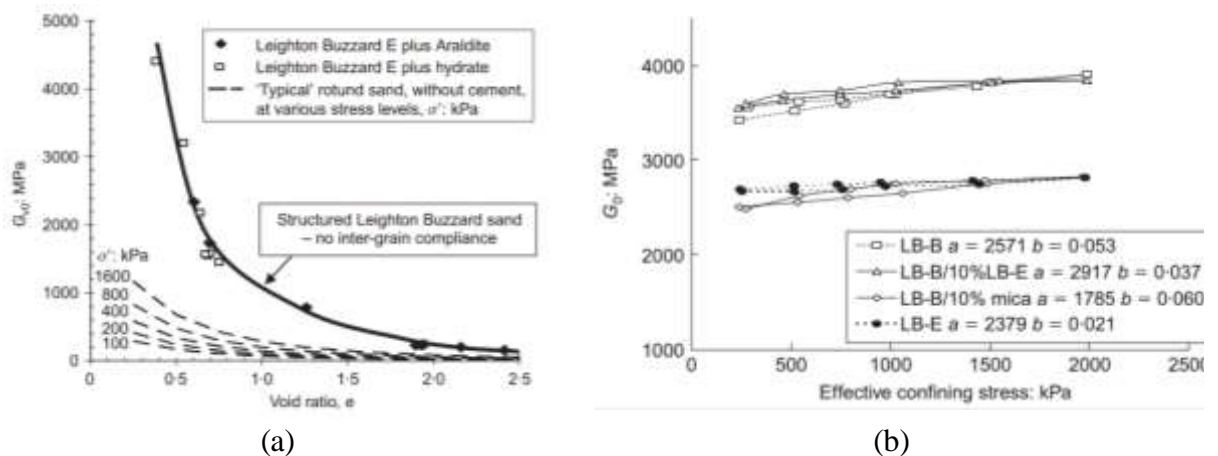 5000
4000
3000
2000
1000
0
G_v0: MPa
Leighton Buzzard E plus Araldite
Leighton Buzzard E plus hydrate
'Typical' rotund sand, without cement,
at various stress levels, σ': kPa
Structured Leighton Buzzard sand
– no inter-grain compliance
σ': kPa
1600
800
400
200
100
0 0·5 1·0 1·5 2·0 2·5
Void ratio, e
(a)
4000
3000
2000
1000
G₀: MPa
LB-B a = 2571 b = 0·053
LB-B/10%LB-E a = 2917 b = 0·037
LB-B/10% mica a = 1785 b = 0·060
LB-E a = 2379 b = 0·021
0 500 1000 1500 2000 2500
Effective confining stress: kPa
(b)